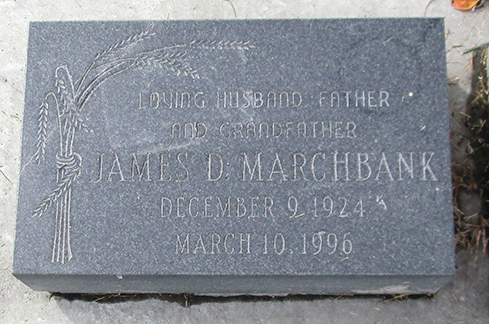 LOVING HUSBAND FATHER
AND GRANDFATHER
JAMES D. MARCHBANK
DECEMBER 9, 1924
MARCH 10, 1996